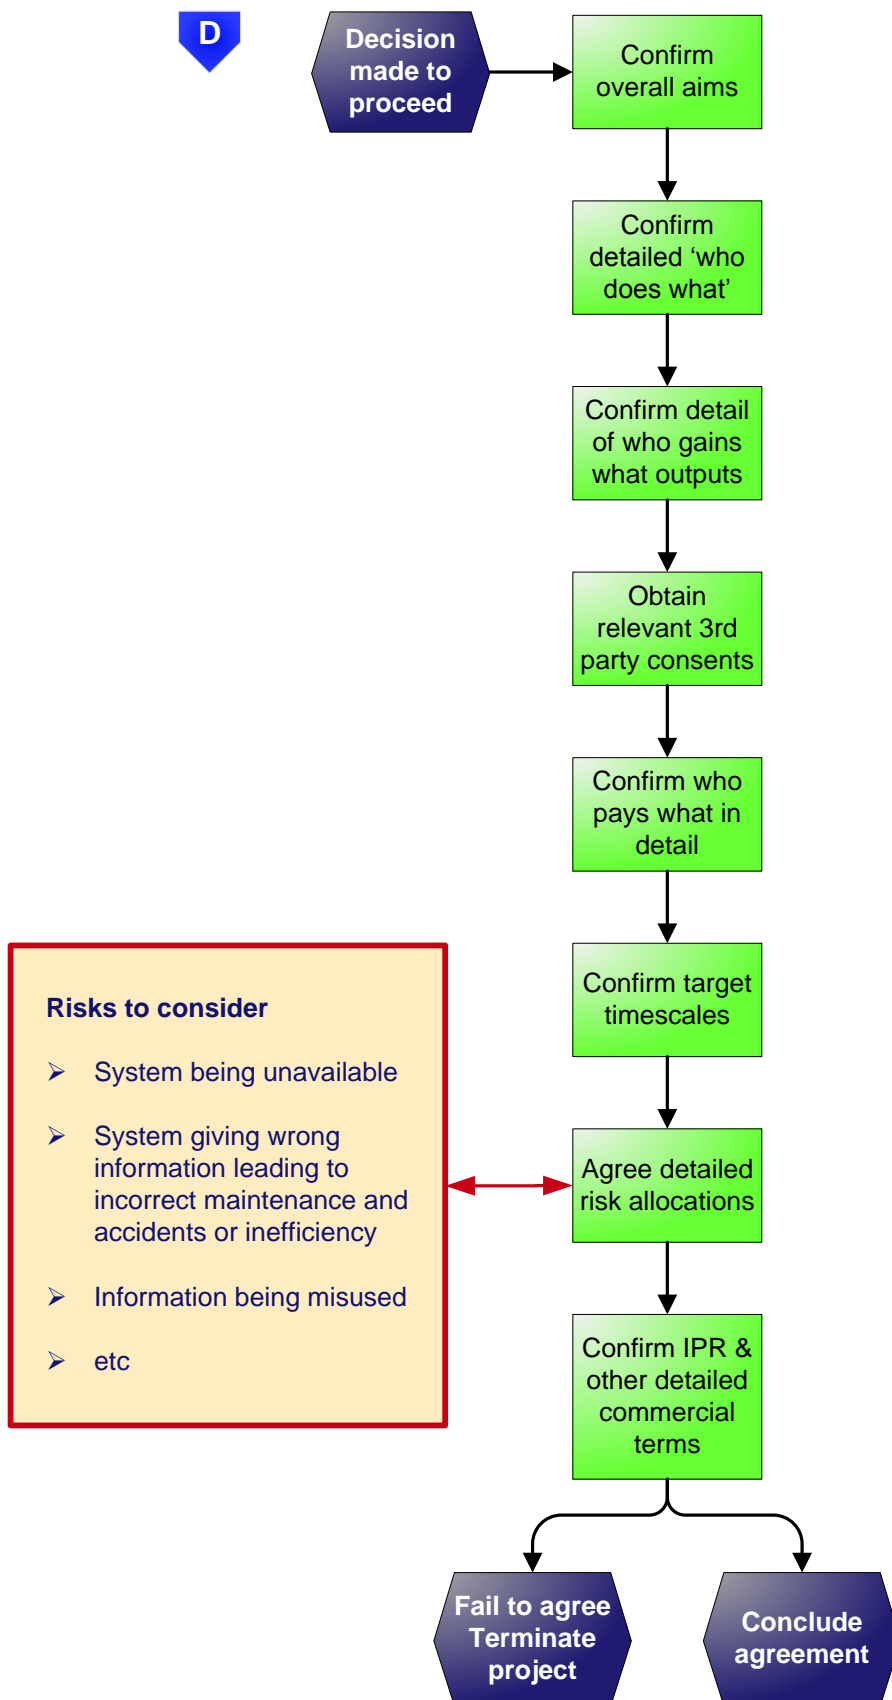 D
Decision
made to
proceed
Confirm
overall aims
Confirm
detailed ‘who
does what’
Confirm detail
of who gains
what outputs
Obtain
relevant 3rd
party consents
Confirm who
pays what in
detail
Confirm target
timescales
Risks to consider
➢ System being unavailable
➢ System giving wrong
information leading to
incorrect maintenance and
accidents or inefficiency
➢ Information being misused
➢ etc
Agree detailed
risk allocations
Confirm IPR &
other detailed
commercial
terms
Fail to agree
Terminate
project
Conclude
agreement